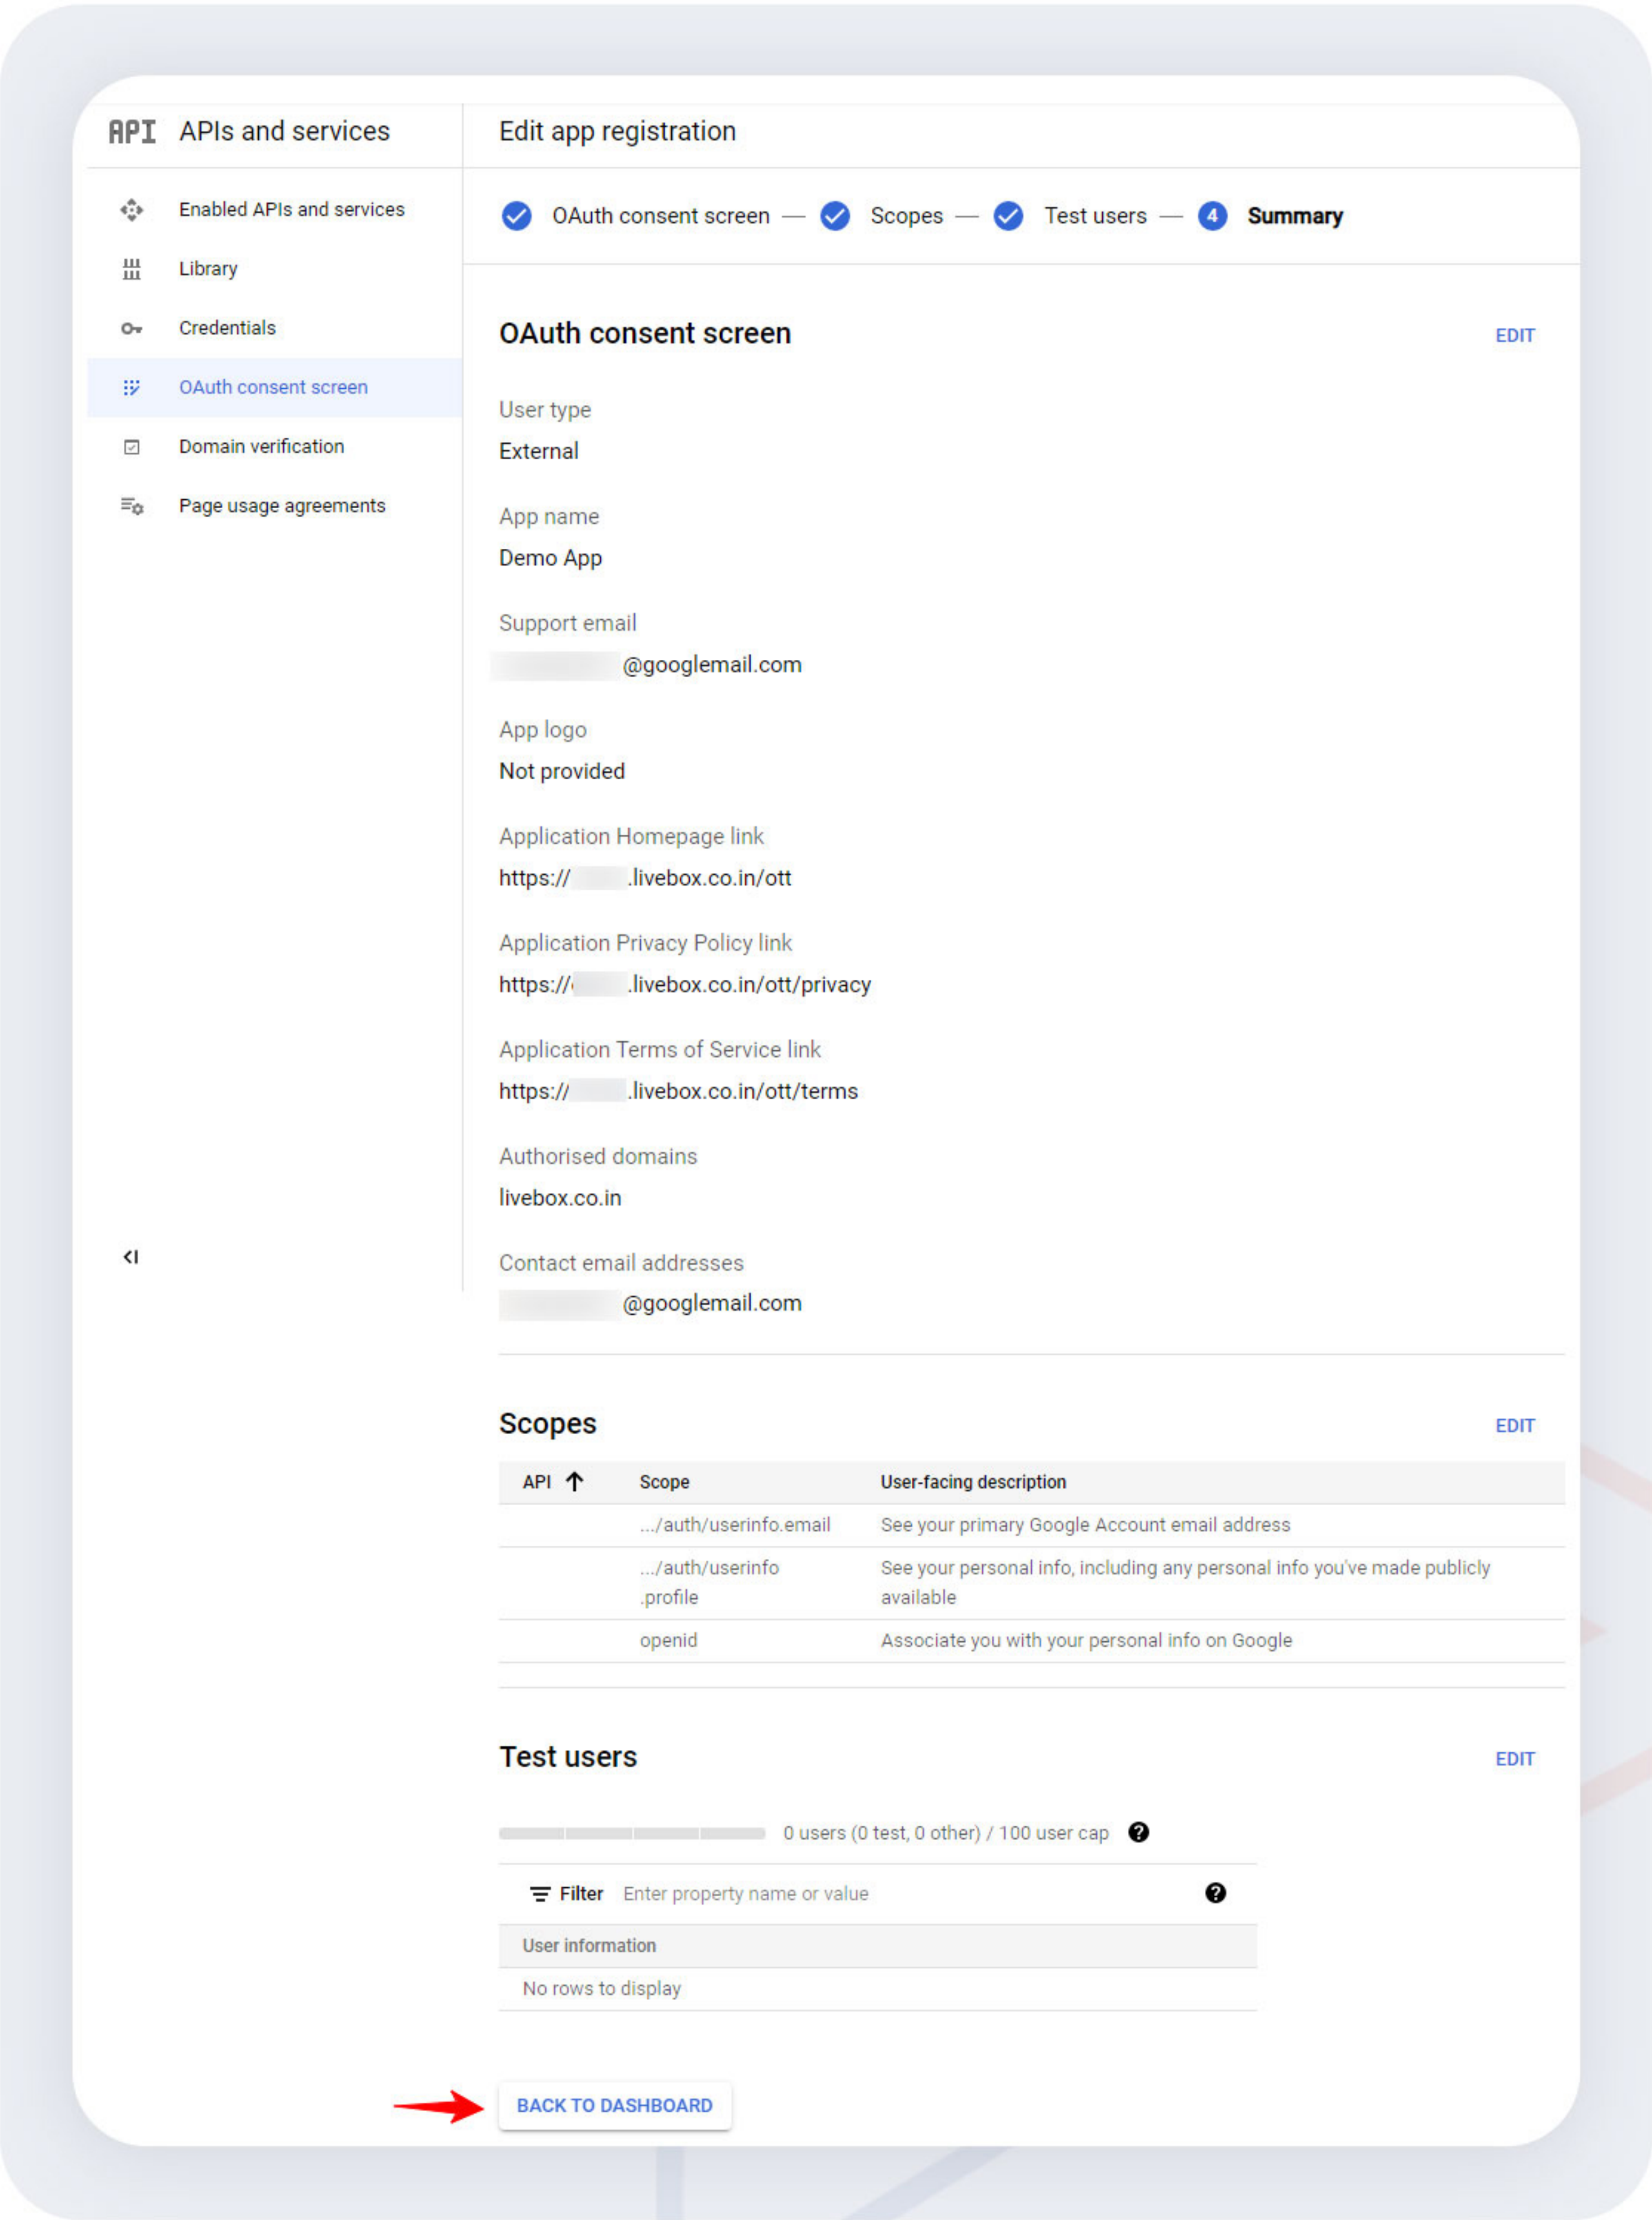 API APIs and services
Edit app registration
Enabled APIs and services
Library
Credentials
OAuth consent screen
Domain verification
Page usage agreements
OAuth consent screen — Scopes — Test users — 4 Summary
OAuth consent screen EDIT
User type
External
App name
Demo App
Support email
@googlemail.com
App logo
Not provided
Application Homepage link
https:// .livebox.co.in/ott
Application Privacy Policy link
https:// .livebox.co.in/ott/privacy
Application Terms of Service link
https:// .livebox.co.in/ott/terms
Authorised domains
livebox.co.in
Contact email addresses
@googlemail.com
Scopes EDIT
API Scope User-facing description
.../auth/userinfo.email See your primary Google Account email address
.../auth/userinfo See your personal info, including any personal info you've made publicly
.profile available
openid Associate you with your personal info on Google
Test users EDIT
0 users (0 test, 0 other) / 100 user cap ?
Filter Enter property name or value ?
User information
No rows to display
BACK TO DASHBOARD